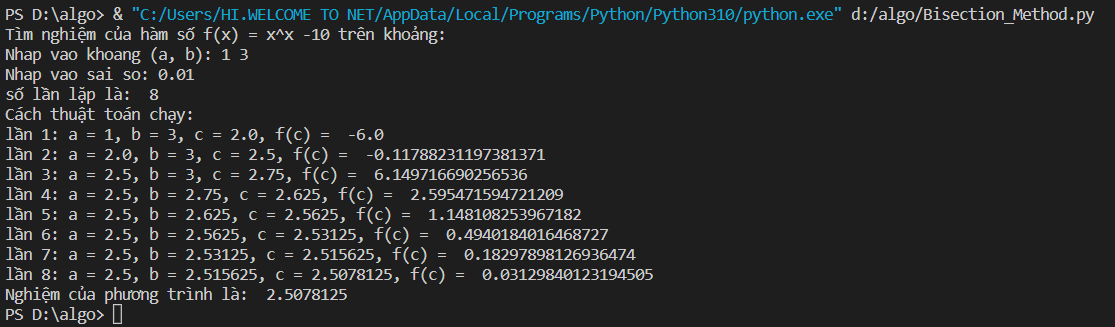 PS D:\algo> & "C:/Users/HI.WELCOME TO NET/AppData/Local/Programs/Python/Python310/python.exe" d:/algo/Bisection_Method.py
Tìm nghiệm của hàm số f(x) = x^x -10 trên khoảng:
Nhap vao khoang (a, b): 1 3
Nhap vao sai so: 0.01
số lần lặp là:  8
Cách thuật toán chạy:
lần 1: a = 1, b = 3, c = 2.0, f(c) =  -6.0
lần 2: a = 2.0, b = 3, c = 2.5, f(c) =  -0.11788231197381371
lần 3: a = 2.5, b = 3, c = 2.75, f(c) =  6.149716690256536
lần 4: a = 2.5, b = 2.75, c = 2.625, f(c) =  2.595471594721209
lần 5: a = 2.5, b = 2.625, c = 2.5625, f(c) =  1.148108253967182
lần 6: a = 2.5, b = 2.5625, c = 2.53125, f(c) =  0.4940184016468727
lần 7: a = 2.5, b = 2.53125, c = 2.515625, f(c) =  0.18297898126936474
lần 8: a = 2.5, b = 2.515625, c = 2.5078125, f(c) =  0.03129840123194505
Nghiệm của phương trình là:  2.5078125
PS D:\algo>